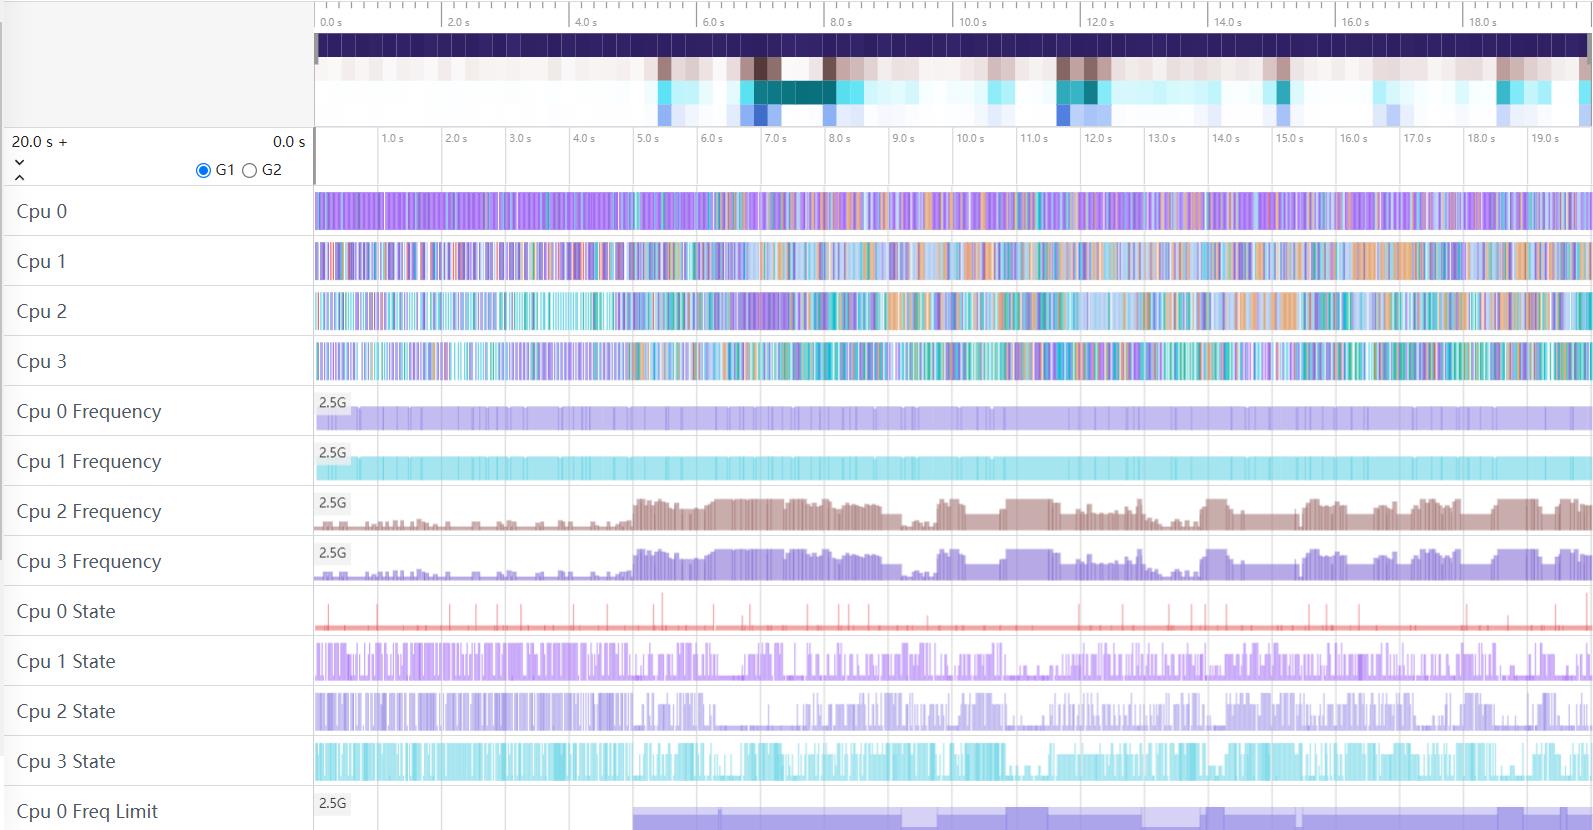 0.0 s 2.0 s 4.0 s 6.0 s 8.0 s 10.0 s 12.0 s 14.0 s 16.0 s 18.0 s
20.0 s + 0.0 s 1.0 s 2.0 s 3.0 s 4.0 s 5.0 s 6.0 s 7.0 s 8.0 s 9.0 s 10.0 s 11.0 s 12.0 s 13.0 s 14.0 s 15.0 s 16.0 s 17.0 s 18.0 s 19.0 s
G1 G2
Cpu 0
Cpu 1
Cpu 2
Cpu 3
Cpu 0 Frequency 2.5G
Cpu 1 Frequency 2.5G
Cpu 2 Frequency 2.5G
Cpu 3 Frequency 2.5G
Cpu 0 State
Cpu 1 State
Cpu 2 State
Cpu 3 State
Cpu 0 Freq Limit 2.5G